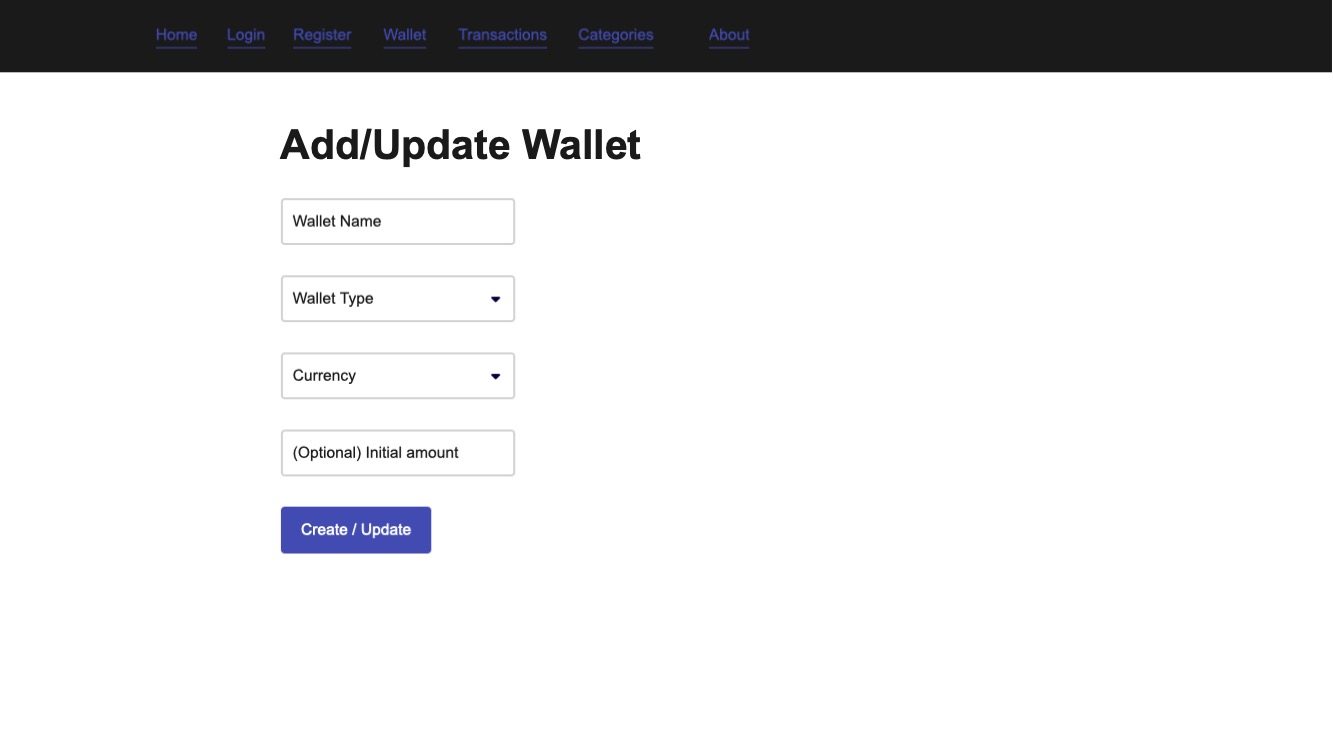 Home Login Register Wallet Transactions Categories About
Add/Update Wallet
Wallet Name
Wallet Type
Currency
(Optional) Initial amount
Create / Update